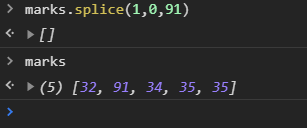 > marks.splice(1,0,91)
<· ▶ []
> marks
<· ▶ (5) [32, 91, 34, 35, 35]
>